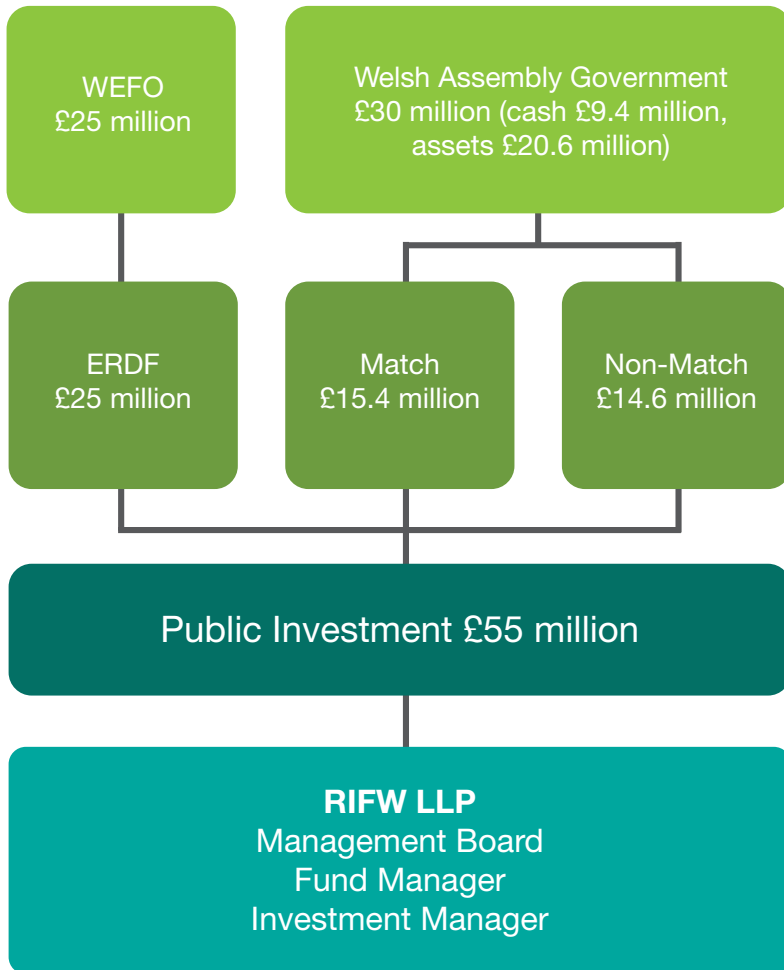 WEFO
£25 million
Welsh Assembly Government
£30 million (cash £9.4 million,
assets £20.6 million)
ERDF
£25 million
Match
£15.4 million
Non-Match
£14.6 million
Public Investment £55 million
RIFW LLP
Management Board
Fund Manager
Investment Manager